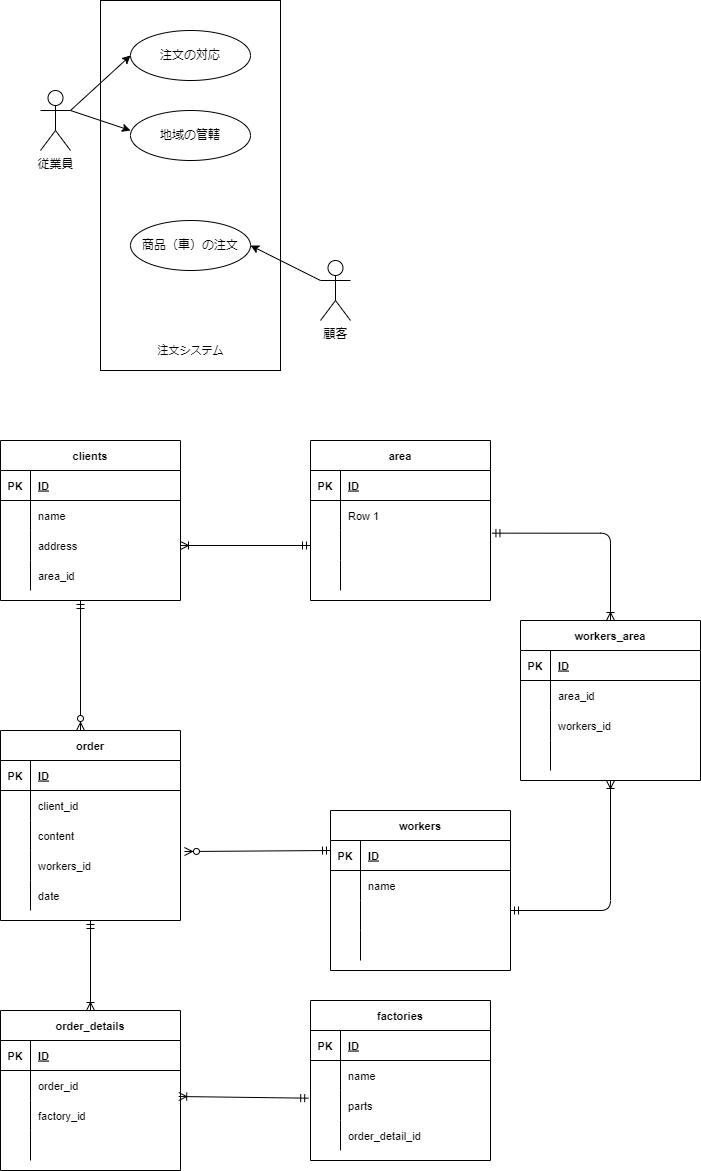 注文の対応
地域の管轄
従業員
商品（車）の注文
顧客
注文システム
clients
PK ID
name
address
area_id
area
PK ID
Row 1
workers_area
PK ID
area_id
workers_id
order
PK ID
client_id
content
workers_id
date
workers
PK ID
name
order_details
PK ID
order_id
factory_id
factories
PK ID
name
parts
order_detail_id